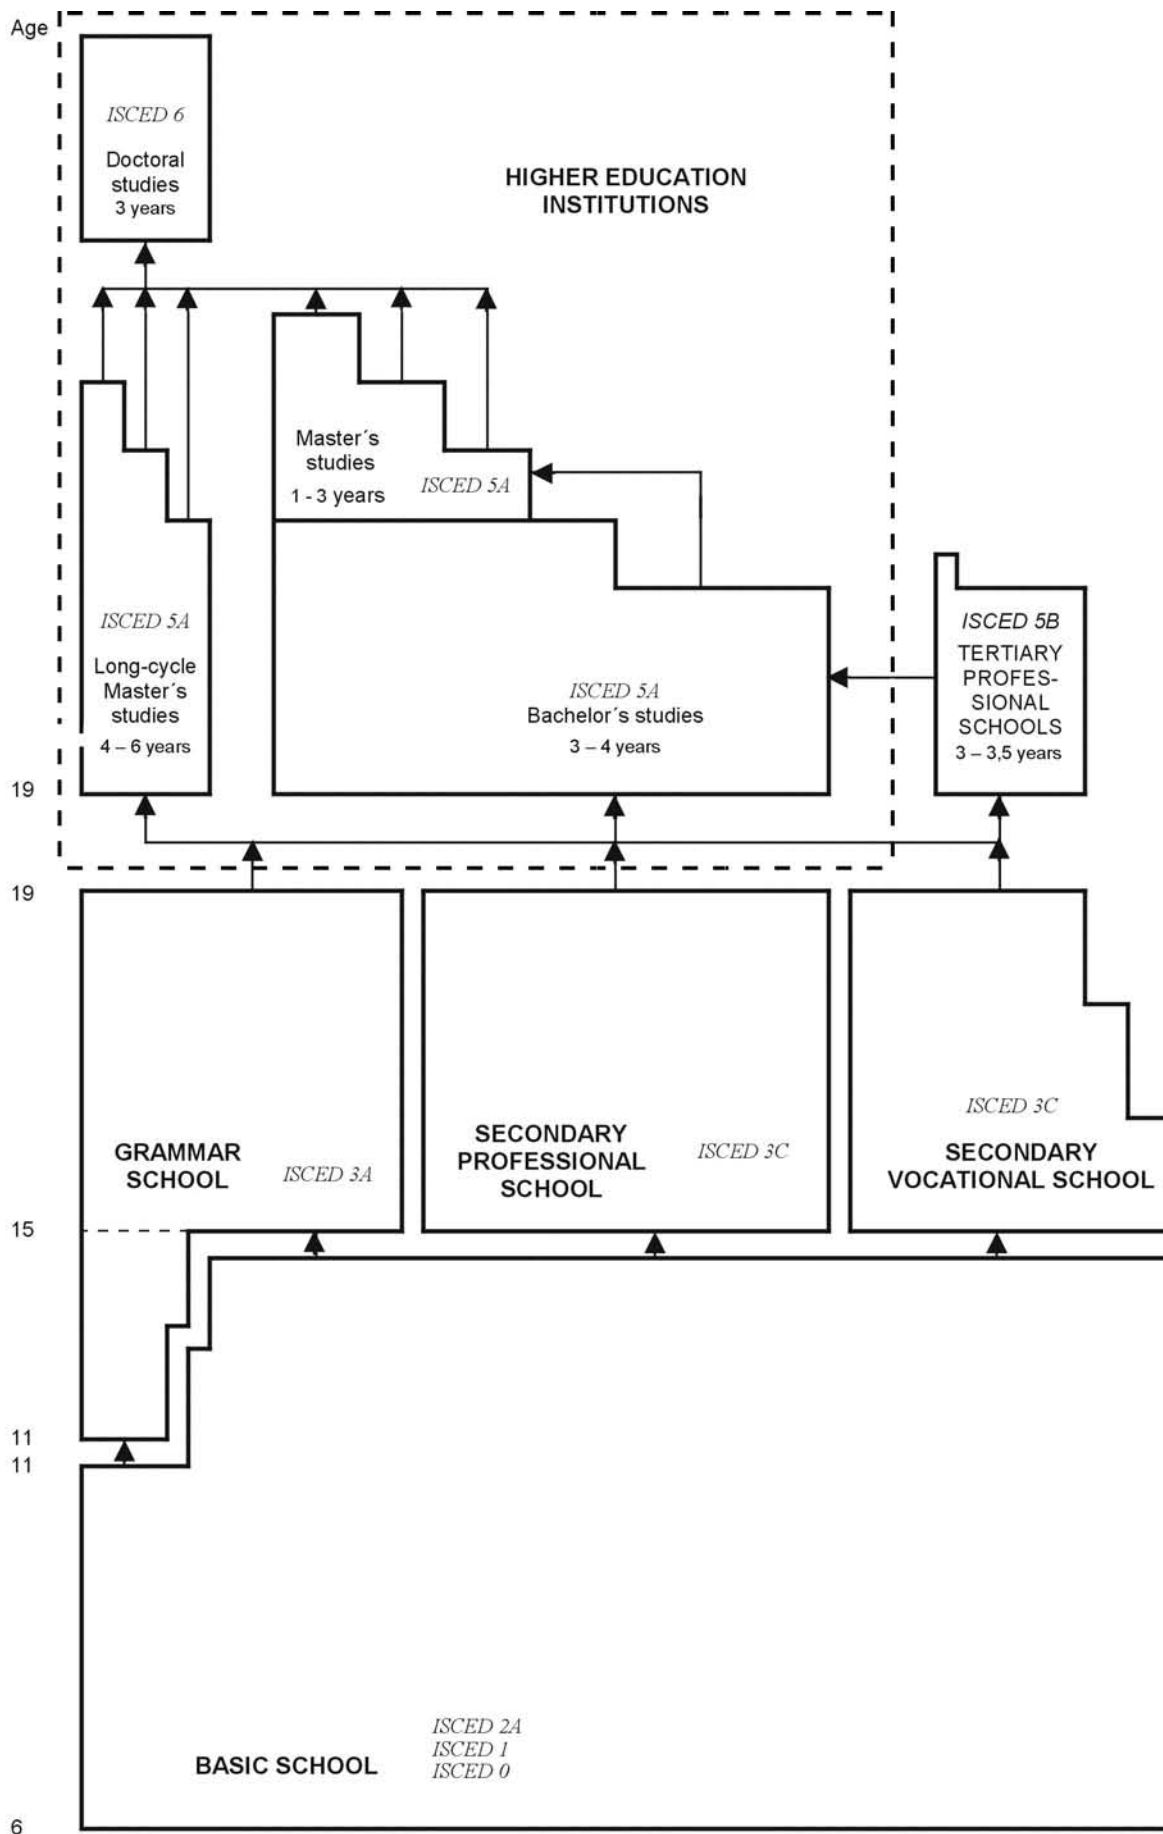 Age
ISCED 6
Doctoral
studies
3 years
HIGHER EDUCATION
INSTITUTIONS
Master´s
studies
1 - 3 years
ISCED 5A
ISCED 5A
Long-cycle
Master´s
studies
4 – 6 years
ISCED 5A
Bachelor´s studies
3 – 4 years
ISCED 5B
TERTIARY
PROFES-
SIONAL
SCHOOLS
3 – 3,5 years
19
19
GRAMMAR
SCHOOL
ISCED 3A
SECONDARY
PROFESSIONAL
SCHOOL
ISCED 3C
ISCED 3C
SECONDARY
VOCATIONAL SCHOOL
15
11
11
BASIC SCHOOL
ISCED 2A
ISCED 1
ISCED 0
6